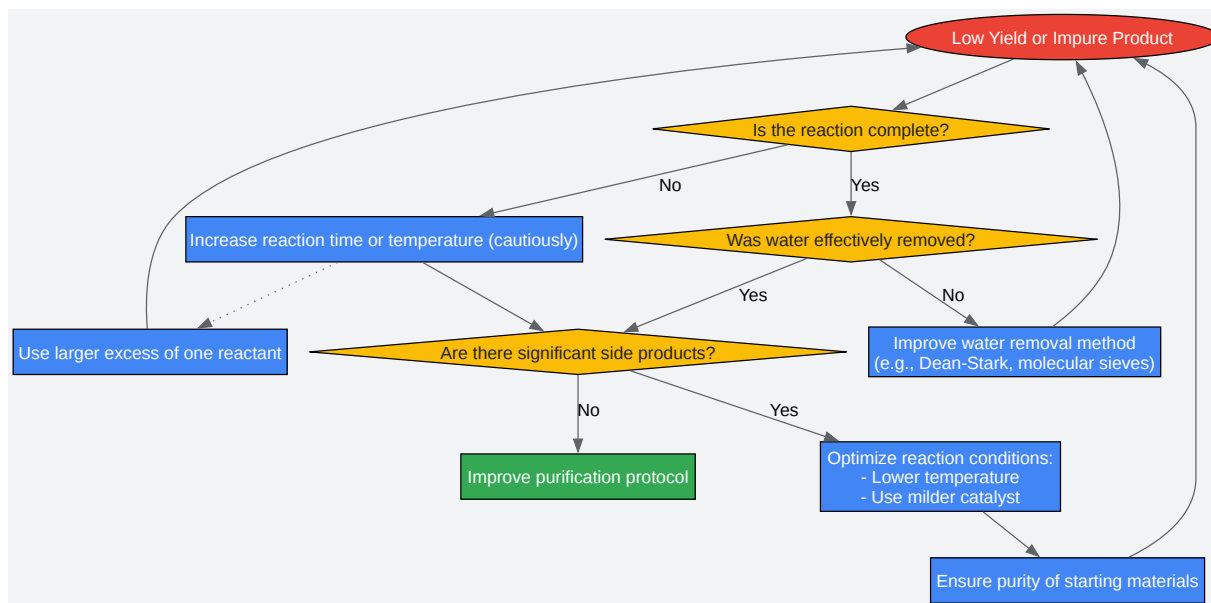 Low Yield or Impure Product
Is the reaction complete?
No
Yes
Increase reaction time or temperature (cautiously)
Was water effectively removed?
Yes
No
Use larger excess of one reactant
Are there significant side products?
Improve water removal method
(e.g., Dean-Stark, molecular sieves)
No
Yes
Improve purification protocol
Optimize reaction conditions:
- Lower temperature
- Use milder catalyst
Ensure purity of starting materials